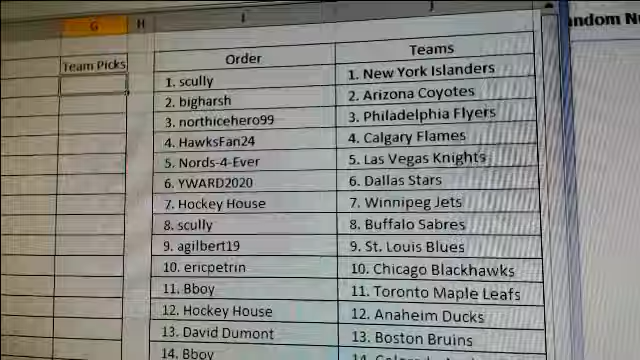 G H I J
ndom Nu
Team Picks Order Teams
1. scully 1. New York Islanders
2. bigharsh 2. Arizona Coyotes
3. northicehero99 3. Philadelphia Flyers
4. HawksFan24 4. Calgary Flames
5. Nords-4-Ever 5. Las Vegas Knights
6. YWARD2020 6. Dallas Stars
7. Hockey House 7. Winnipeg Jets
8. scully 8. Buffalo Sabres
9. agilbert19 9. St. Louis Blues
10. ericpetrin 10. Chicago Blackhawks
11. Bboy 11. Toronto Maple Leafs
12. Hockey House 12. Anaheim Ducks
13. David Dumont 13. Boston Bruins
14. Bboy 14.